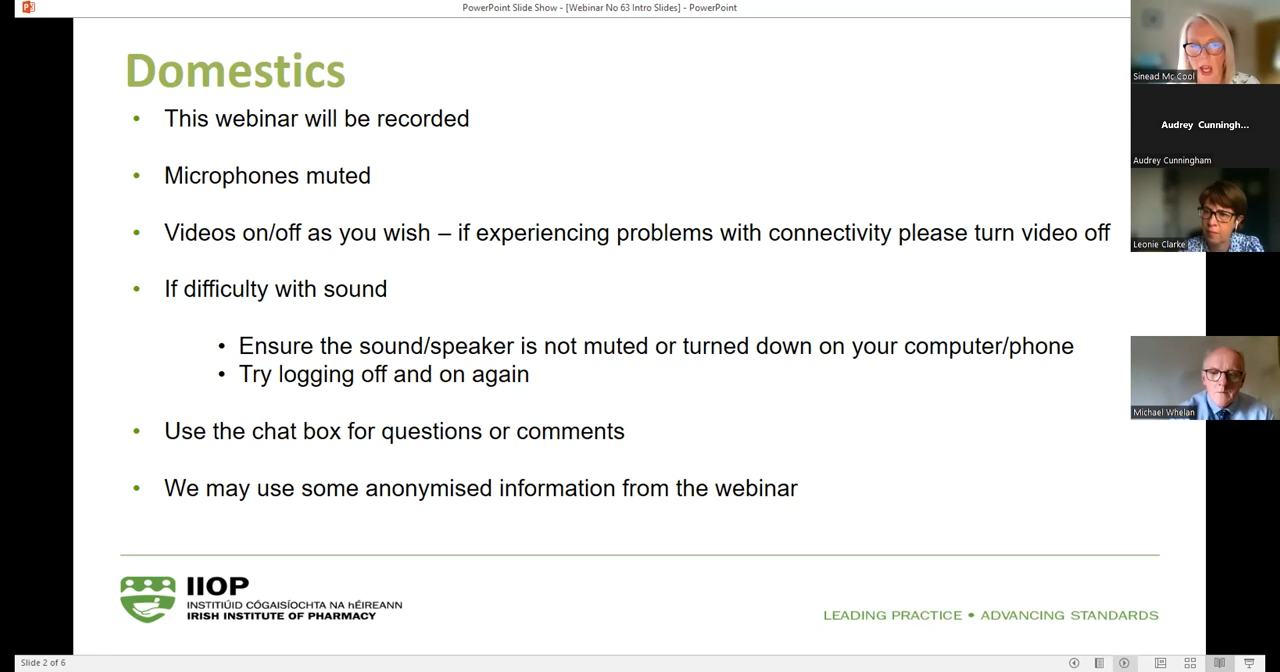 PowerPoint Slide Show - [Webinar No 63 Intro Slides] - PowerPoint
Domestics
• This webinar will be recorded
• Microphones muted
• Videos on/off as you wish – if experiencing problems with connectivity please turn video off
• If difficulty with sound
• Ensure the sound/speaker is not muted or turned down on your computer/phone
• Try logging off and on again
• Use the chat box for questions or comments
• We may use some anonymised information from the webinar
IIOP
INSTITIÚID CÓGAISÍOCHTA NA hÉIREANN
IRISH INSTITUTE OF PHARMACY
LEADING PRACTICE • ADVANCING STANDARDS
Sinead Mc Cool
Audrey Cunningh...
Audrey Cunningham
Leonie Clarke
Michael Whelan
Slide 2 of 6